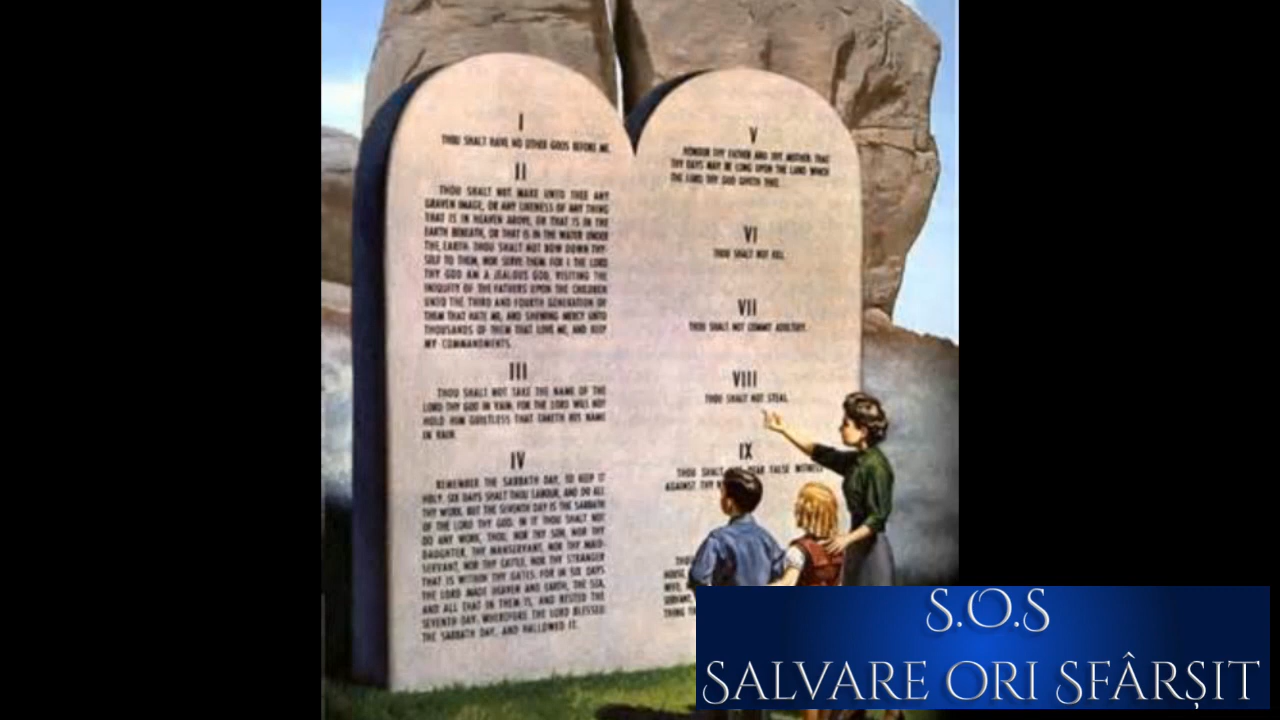 I
THOU SHALT HAVE NO OTHER GODS BEFORE ME.
II
THOU SHALT NOT MAKE UNTO THEE ANY
GRAVEN IMAGE, OR ANY LIKENESS OF ANY THING
THAT IS IN HEAVEN ABOVE, OR THAT IS IN THE
EARTH BENEATH, OR THAT IS IN THE WATER UNDER
THE EARTH. THOU SHALT NOT BOW DOWN THY-
SELF TO THEM, NOR SERVE THEM: FOR I THE LORD
THY GOD AM A JEALOUS GOD, VISITING THE
INIQUITY OF THE FATHERS UPON THE CHILDREN
UNTO THE THIRD AND FOURTH GENERATION OF
THEM THAT HATE ME; AND SHEWING MERCY UNTO
THOUSANDS OF THEM THAT LOVE ME, AND KEEP
MY COMMANDMENTS.
III
THOU SHALT NOT TAKE THE NAME OF THE
LORD THY GOD IN VAIN: FOR THE LORD WILL NOT
HOLD HIM GUILTLESS THAT TAKETH HIS NAME
IN VAIN.
IV
REMEMBER THE SABBATH DAY, TO KEEP IT
HOLY. SIX DAYS SHALT THOU LABOUR, AND DO ALL
THY WORK. BUT THE SEVENTH DAY IS THE SABBATH
OF THE LORD THY GOD: IN IT THOU SHALT NOT
DO ANY WORK, THOU, NOR THY SON, NOR THY
DAUGHTER, THY MANSERVANT, NOR THY MAID-
SERVANT, NOR THY CATTLE, NOR THY STRANGER
THAT IS WITHIN THY GATES: FOR IN SIX DAYS
THE LORD MADE HEAVEN AND EARTH, THE SEA,
AND ALL THAT IN THEM IS, AND RESTED THE
SEVENTH DAY: WHEREFORE THE LORD BLESSED
THE SABBATH DAY, AND HALLOWED IT.
V
HONOUR THY FATHER AND THY MOTHER: THAT
THY DAYS MAY BE LONG UPON THE LAND WHICH
THE LORD THY GOD GIVETH THEE.
VI
THOU SHALT NOT KILL.
VII
THOU SHALT NOT COMMIT ADULTERY.
VIII
THOU SHALT NOT STEAL.
IX
THOU SHALT BEAR FALSE WITNESS
AGAINST THY
HOUSE,
WIFE,
THING
S.O.S
SALVARE ORI SFÂRȘIT